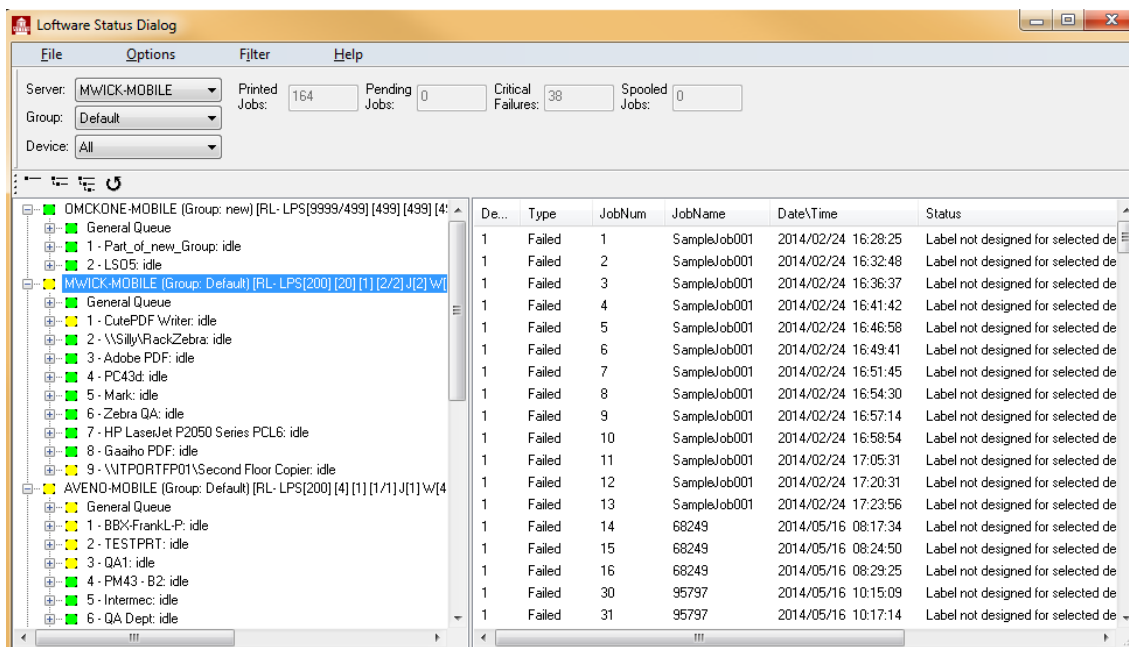 Loftware Status Dialog
File Options Filter Help
Server: MWICK-MOBILE Printed Jobs: 164 Pending Jobs: 0 Critical Failures: 38 Spooled Jobs: 0
Group: Default
Device: All
OMCKONE-MOBILE (Group: new) [RL- LPS[9999/499] [499] [499] [4
General Queue
1 - Part_of_new_Group: idle
2 - LS05: idle
MWICK-MOBILE (Group: Default) [RL- LPS[200] [20] [1] [2/2] J[2] W[
General Queue
1 - CutePDF Writer: idle
2 - \\Silly\RackZebra: idle
3 - Adobe PDF: idle
4 - PC43d: idle
5 - Mark: idle
6 - Zebra QA: idle
7 - HP LaserJet P2050 Series PCL6: idle
8 - Gaaiho PDF: idle
9 - \\ITPORTFP01\Second Floor Copier: idle
AVENO-MOBILE (Group: Default) [RL- LPS[200] [4] [1] [1/1] J[1] W[4
General Queue
1 - BBX-FrankL-P: idle
2 - TESTPRT: idle
3 - QA1: idle
4 - PM43 - B2: idle
5 - Intermec: idle
6 - QA Dept: idle
De... Type JobNum JobName Date\Time Status
1 Failed 1 SampleJob001 2014/02/24 16:28:25 Label not designed for selected de
1 Failed 2 SampleJob001 2014/02/24 16:32:48 Label not designed for selected de
1 Failed 3 SampleJob001 2014/02/24 16:36:37 Label not designed for selected de
1 Failed 4 SampleJob001 2014/02/24 16:41:42 Label not designed for selected de
1 Failed 5 SampleJob001 2014/02/24 16:46:58 Label not designed for selected de
1 Failed 6 SampleJob001 2014/02/24 16:49:41 Label not designed for selected de
1 Failed 7 SampleJob001 2014/02/24 16:51:45 Label not designed for selected de
1 Failed 8 SampleJob001 2014/02/24 16:54:30 Label not designed for selected de
1 Failed 9 SampleJob001 2014/02/24 16:57:14 Label not designed for selected de
1 Failed 10 SampleJob001 2014/02/24 16:58:54 Label not designed for selected de
1 Failed 11 SampleJob001 2014/02/24 17:05:31 Label not designed for selected de
1 Failed 12 SampleJob001 2014/02/24 17:20:31 Label not designed for selected de
1 Failed 13 SampleJob001 2014/02/24 17:23:56 Label not designed for selected de
1 Failed 14 68249 2014/05/16 08:17:34 Label not designed for selected de
1 Failed 15 68249 2014/05/16 08:24:50 Label not designed for selected de
1 Failed 16 68249 2014/05/16 08:29:25 Label not designed for selected de
1 Failed 30 95797 2014/05/16 10:15:09 Label not designed for selected de
1 Failed 31 95797 2014/05/16 10:17:14 Label not designed for selected de